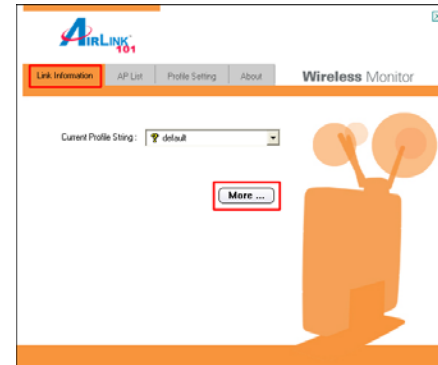 AIRLINK
101
Link Information AP List Profile Setting About Wireless Monitor
Current Profile String : ? default
More ...